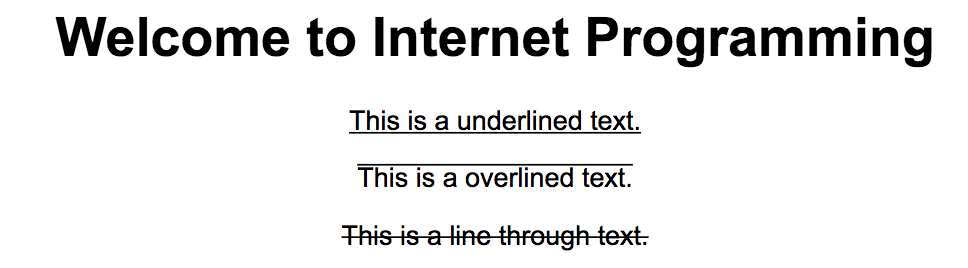 Welcome to Internet Programming
This is a underlined text.
This is a overlined text.
This is a line through text.